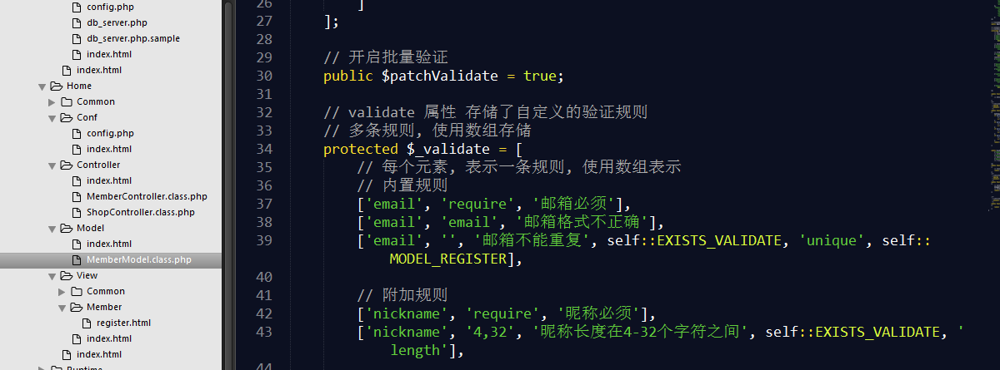 config.php
db_server.php
db_server.php.sample
index.html
index.html
Home
Common
Conf
config.php
index.html
Controller
index.html
MemberController.class.php
ShopController.class.php
Model
index.html
MemberModel.class.php
View
Common
Member
register.html
index.html
index.html
Runtime
26 ]
27 ];
28
29 // 开启批量验证
30 public $patchValidate = true;
31
32 // validate 属性 存储了自定义的验证规则
33 // 多条规则, 使用数组存储
34 protected $_validate = [
35 // 每个元素, 表示一条规则, 使用数组表示
36 // 内置规则
37 ['email', 'require', '邮箱必须'],
38 ['email', 'email', '邮箱格式不正确'],
39 ['email', '', '邮箱不能重复', self::EXISTS_VALIDATE, 'unique', self::
MODEL_REGISTER],
40
41 // 附加规则
42 ['nickname', 'require', '昵称必须'],
43 ['nickname', '4,32', '昵称长度在4-32个字符之间', self::EXISTS_VALIDATE, '
length'],
44